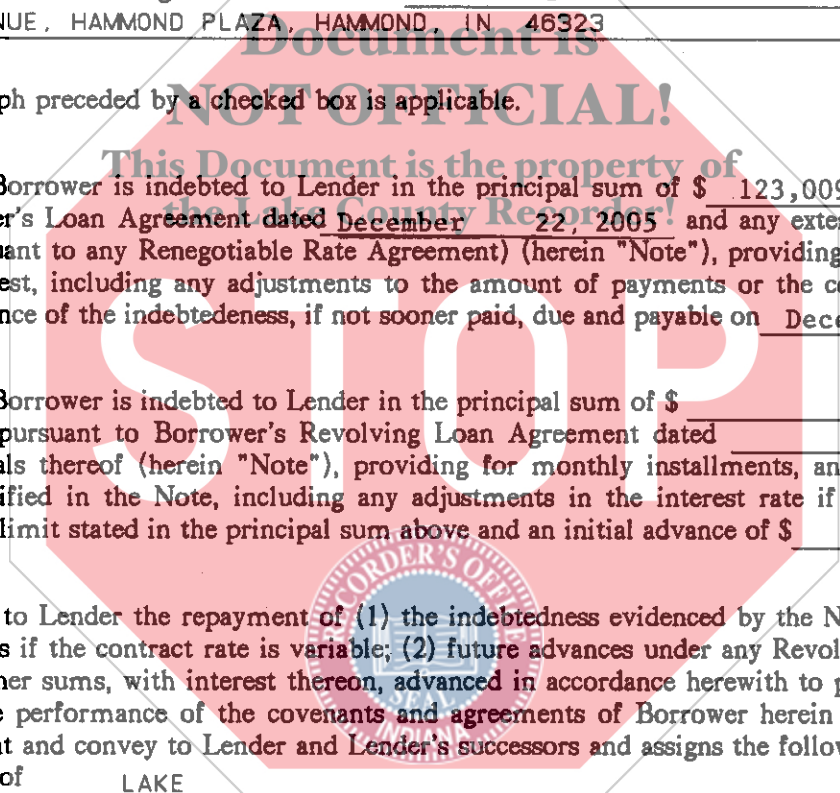 NUE, HAMMOND PLAZA, HAMMOND, IN 46323
Document is
NOT OFFICIAL!
ph preceded by a checked box is applicable.
This Document is the property of
the Lake County Recorder!
Borrower is indebted to Lender in the principal sum of $ 123,009
er's Loan Agreement dated December 22, 2005 and any exte
uant to any Renegotiable Rate Agreement) (herein "Note"), providing
est, including any adjustments to the amount of payments or the c
nce of the indebtedeness, if not sooner paid, due and payable on Dece
STOP
Borrower is indebted to Lender in the principal sum of $
pursuant to Borrower's Revolving Loan Agreement dated
als thereof (herein "Note"), providing for monthly installments, an
ified in the Note, including any adjustments in the interest rate if
limit stated in the principal sum above and an initial advance of $
CORDER'S OFFICE
to Lender the repayment of (1) the indebtedness evidenced by the N
s if the contract rate is variable; (2) future advances under any Revol
ner sums, with interest thereon, advanced in accordance herewith to
e performance of the covenants and agreements of Borrower herein
nt and convey to Lender and Lender's successors and assigns the follow
of LAKE
INDIANA